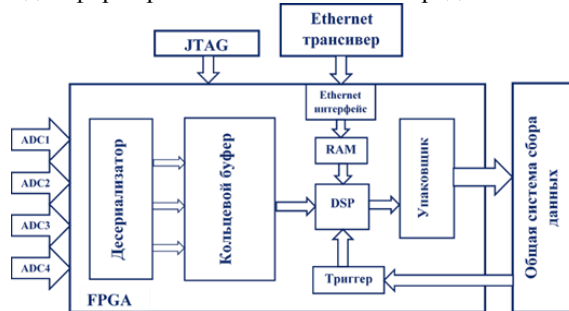 Ethernet
трансивер
JTAG
Ethernet
интерфейс
ADC1
ADC2
ADC3
ADC4
Десериализатор
Кольцевой буфер
RAM
DSP
Триггер
Упаковщик
Общая система сбора
данных
FPGA